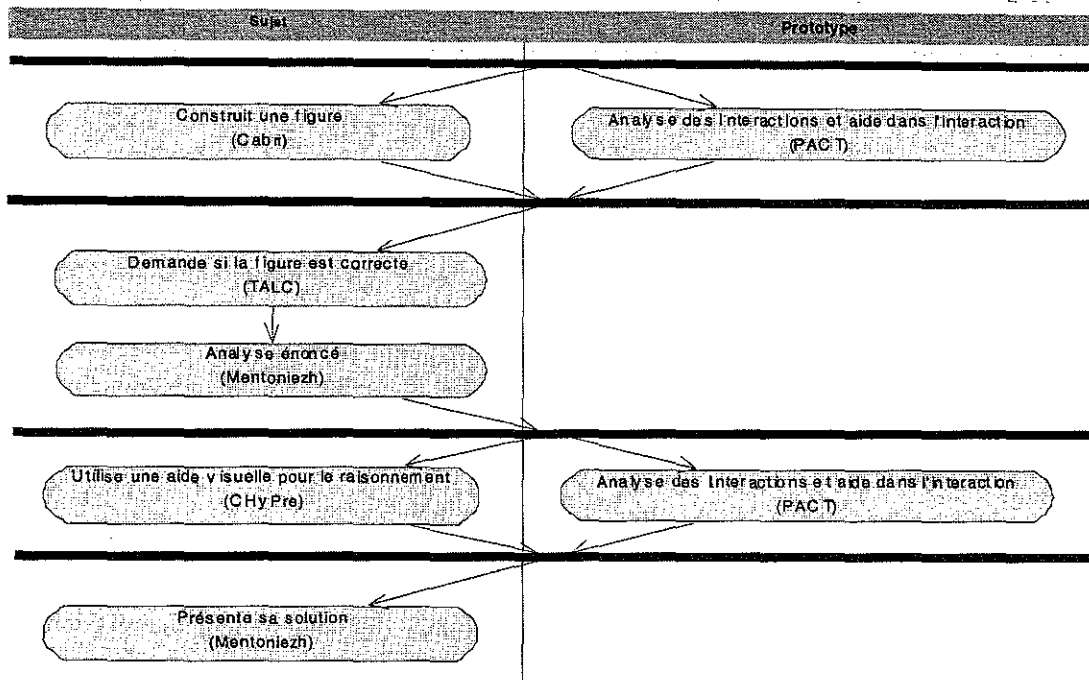 Sujet
Prototype
Construit une figure
(Cabri)
Analyse des Interactions et aide dans l'interaction
(PACT)
Demande si la figure est correcte
(TALC)
Analyse énoncé
(Mentoniezh)
Utilise une aide visuelle pour le raisonnement
(CHyPre)
Analyse des Interactions et aide dans l'interaction
(PACT)
Présente sa solution
(Mentoniezh)